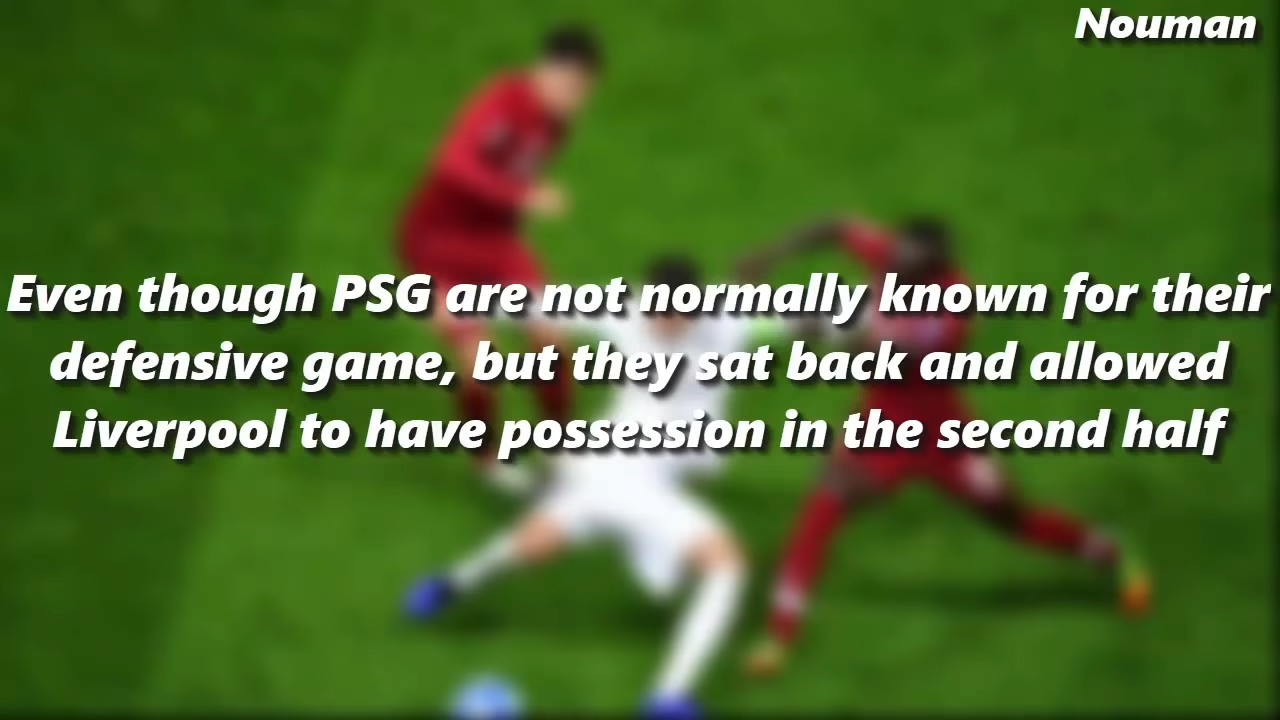 Nouman
Even though PSG are not normally known for their
defensive game, but they sat back and allowed
Liverpool to have possession in the second half